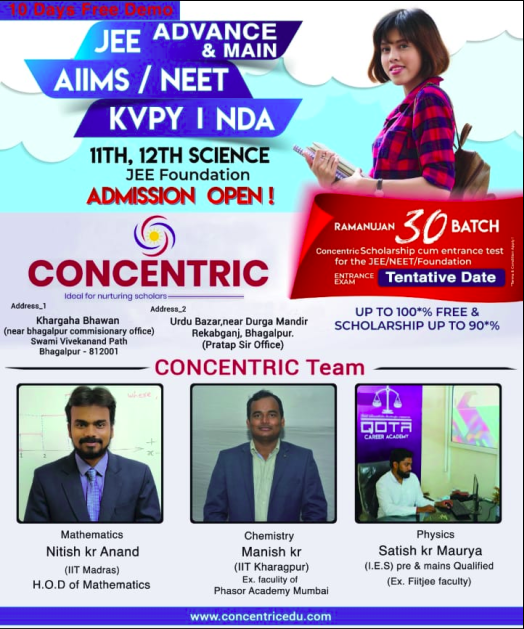 10 Days Free Demo
JEE ADVANCE
& MAIN
AIIMS / NEET
KVPY I NDA
11TH, 12TH SCIENCE
JEE Foundation
ADMISSION OPEN !
RAMANUJAN 30 BATCH
Concentric Scholarship cum entrance test
for the JEE/NEET/Foundation
ENTRANCE
EXAM Tentative Date
CONCENTRIC
Ideal for nurturing scholars
UP TO 100*% FREE &
SCHOLARSHIP UP TO 90*%
Address_1
Khargaha Bhawan
(near bhagalpur commisionary office)
Swami Vivekanand Path
Bhagalpur - 812001
Address_2
Urdu Bazar,near Durga Mandir
Rekabganj, Bhagalpur.
(Pratap Sir Office)
CONCENTRIC Team
where,
QOTA
CAREER ACADEMY
Mathematics
Nitish kr Anand
(IIT Madras)
H.O.D of Mathematics
Chemistry
Manish kr
(IIT Kharagpur)
Ex. faculity of
Phasor Academy Mumbai
Physics
Satish kr Maurya
(I.E.S) pre & mains Qualified
(Ex. Fiitjee faculty)
www.concentricedu.com